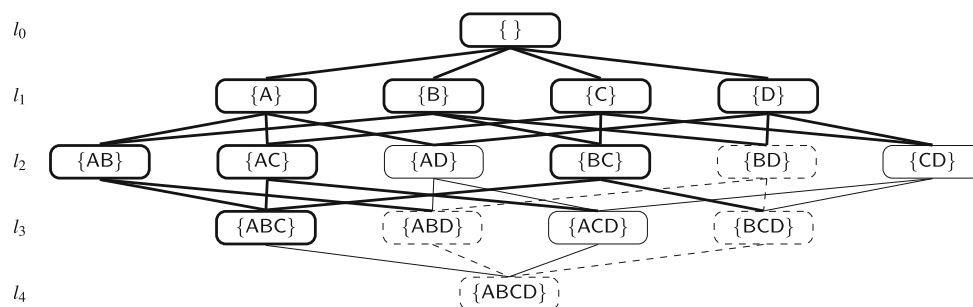 l0 { }
l1 {A} {B} {C} {D}
l2 {AB} {AC} {AD} {BC} {BD} {CD}
l3 {ABC} {ABD} {ACD} {BCD}
l4 {ABCD}